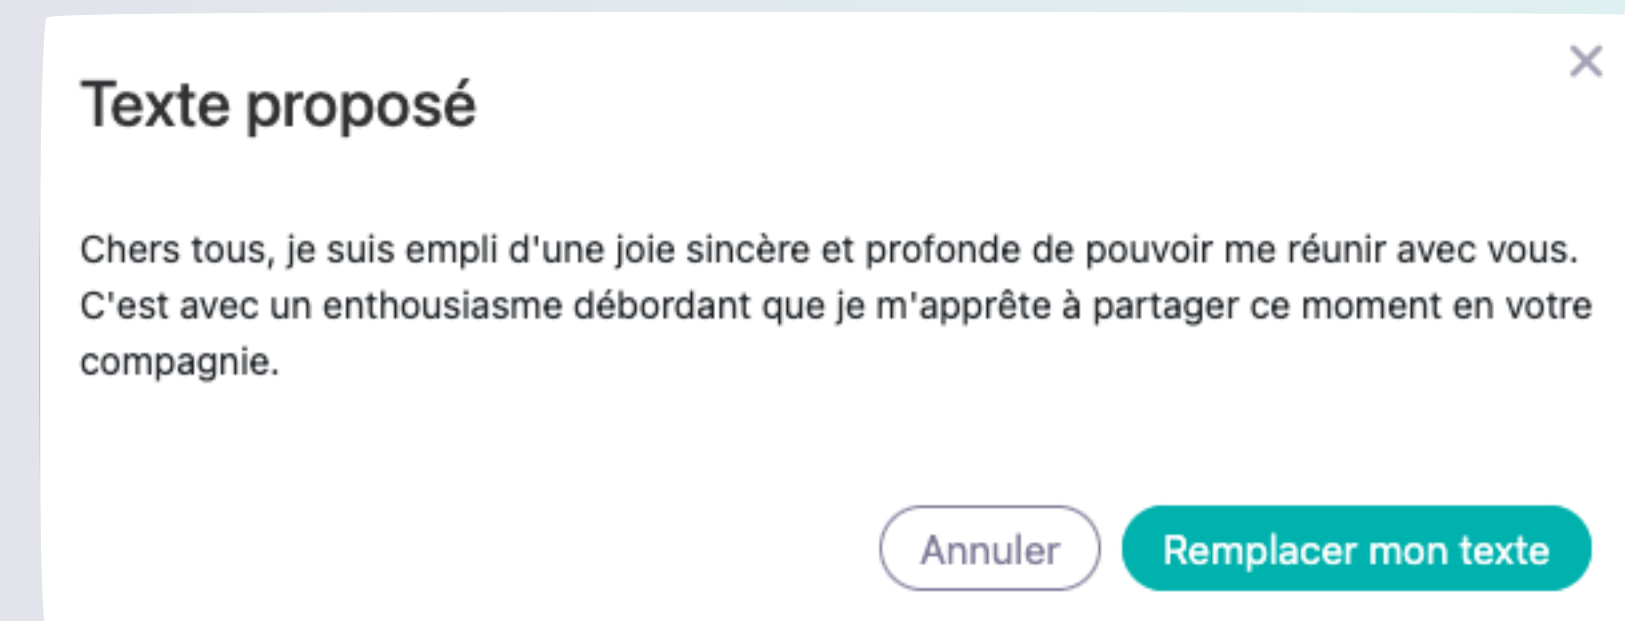 Texte proposé
Chers tous, je suis empli d'une joie sincère et profonde de pouvoir me réunir avec vous.
C'est avec un enthousiasme débordant que je m'apprête à partager ce moment en votre
compagnie.
Annuler
Remplacer mon texte